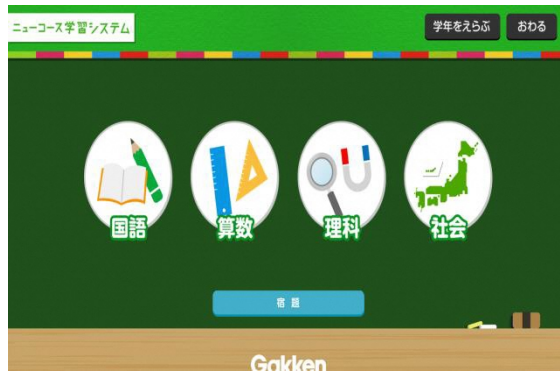 ニューコース学習システム
学年をえらぶ
おわる
国語
算数
理科
社会
宿題
Gakken